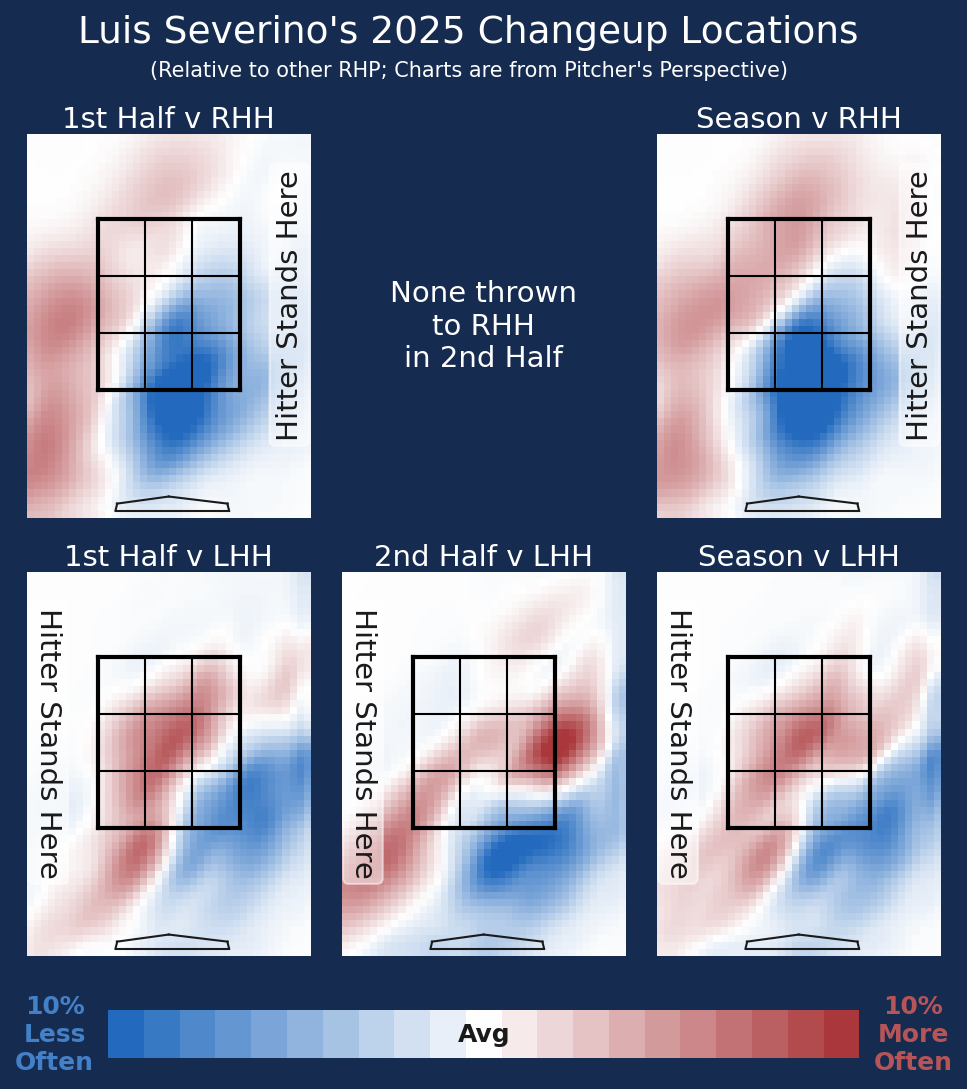 Luis Severino's 2025 Changeup Locations
(Relative to other RHP; Charts are from Pitcher's Perspective)
1st Half v RHH
Season v RHH
Hitter Stands Here
None thrown
to RHH
in 2nd Half
Hitter Stands Here
1st Half v LHH
2nd Half v LHH
Season v LHH
Hitter Stands Here
Hitter Stands Here
Hitter Stands Here
10%
Less
Often
Avg
10%
More
Often